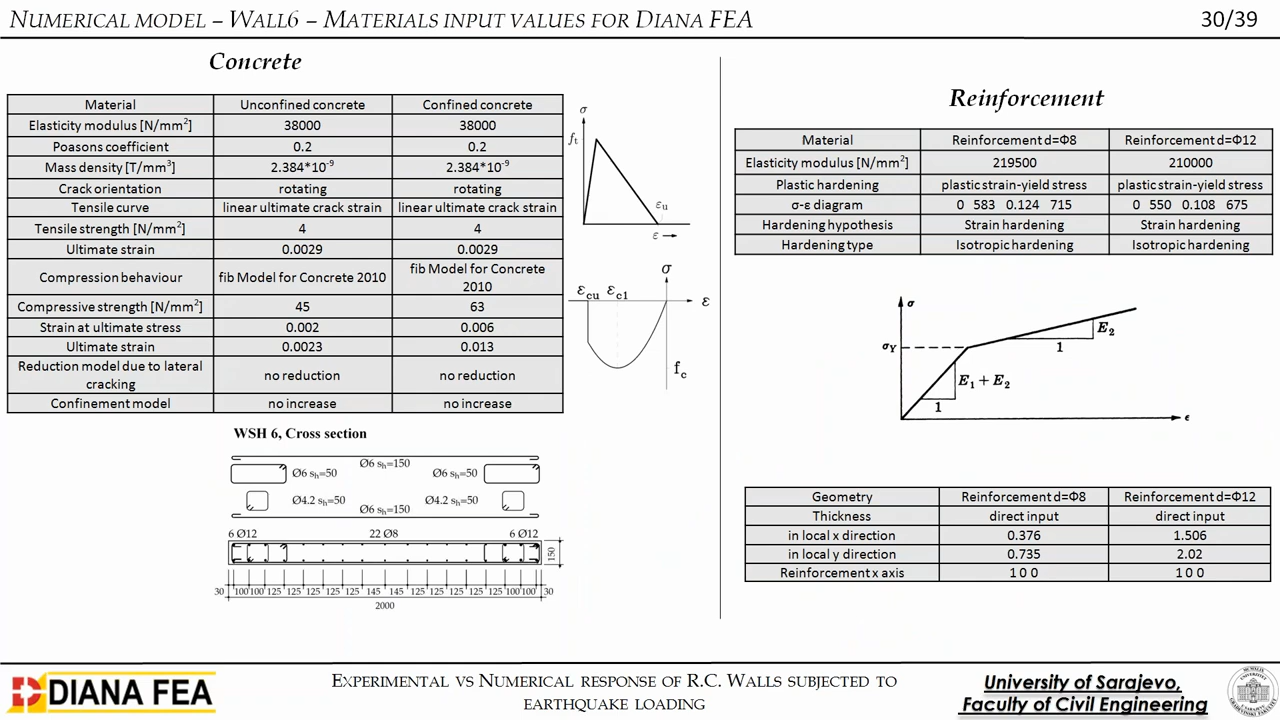 NUMERICAL MODEL – WALL6 – MATERIALS INPUT VALUES FOR DIANA FEA
30/39
Concrete
Material Unconfined concrete Confined concrete
Elasticity modulus [N/mm²] 38000 38000
Poasons coefficient 0.2 0.2
Mass density [T/mm³] 2.384*10⁻⁹ 2.384*10⁻⁹
Crack orientation rotating rotating
Tensile curve linear ultimate crack strain linear ultimate crack strain
Tensile strength [N/mm²] 4 4
Ultimate strain 0.0029 0.0029
Compression behaviour fib Model for Concrete 2010 fib Model for Concrete
2010
Compressive strength [N/mm²] 45 63
Strain at ultimate stress 0.002 0.006
Ultimate strain 0.0023 0.013
Reduction model due to lateral
cracking no reduction no reduction
Confinement model no increase no increase
σ
fₜ
εᵤ
ε
σ
εcu εc1 ε
fc
WSH 6, Cross section
Ø6 sh=150
Ø6 sh=50 Ø6 sh=50
Ø4.2 sh=50 Ø4.2 sh=50
Ø6 sh=150
6 Ø12 22 Ø8 6 Ø12
150
30 100 100 125 125 125 125 145 145 125 125 125 125 100 100 30
2000
Reinforcement
Material Reinforcement d=Φ8 Reinforcement d=Φ12
Elasticity modulus [N/mm²] 219500 210000
Plastic hardening plastic strain-yield stress plastic strain-yield stress
σ-ε diagram 0 583 0.124 715 0 550 0.108 675
Hardening hypothesis Strain hardening Strain hardening
Hardening type Isotropic hardening Isotropic hardening
σ
σY
E₂
1
E₁ + E₂
1
ε
Geometry Reinforcement d=Φ8 Reinforcement d=Φ12
Thickness direct input direct input
in local x direction 0.376 1.506
in local y direction 0.735 2.02
Reinforcement x axis 1 0 0 1 0 0
DIANA FEA
EXPERIMENTAL VS NUMERICAL RESPONSE OF R.C. WALLS SUBJECTED TO
EARTHQUAKE LOADING
University of Sarajevo,
Faculty of Civil Engineering